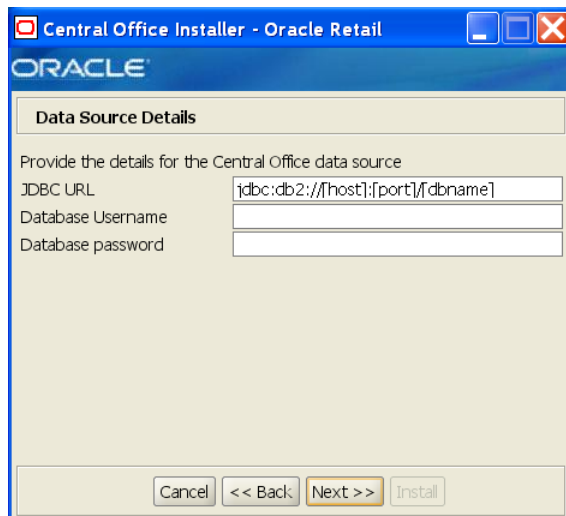 Central Office Installer - Oracle Retail
ORACLE
Data Source Details
Provide the details for the Central Office data source
JDBC URL jdbc:db2://[host]:[port]/[dbname]
Database Username
Database password
Cancel << Back Next >> Install